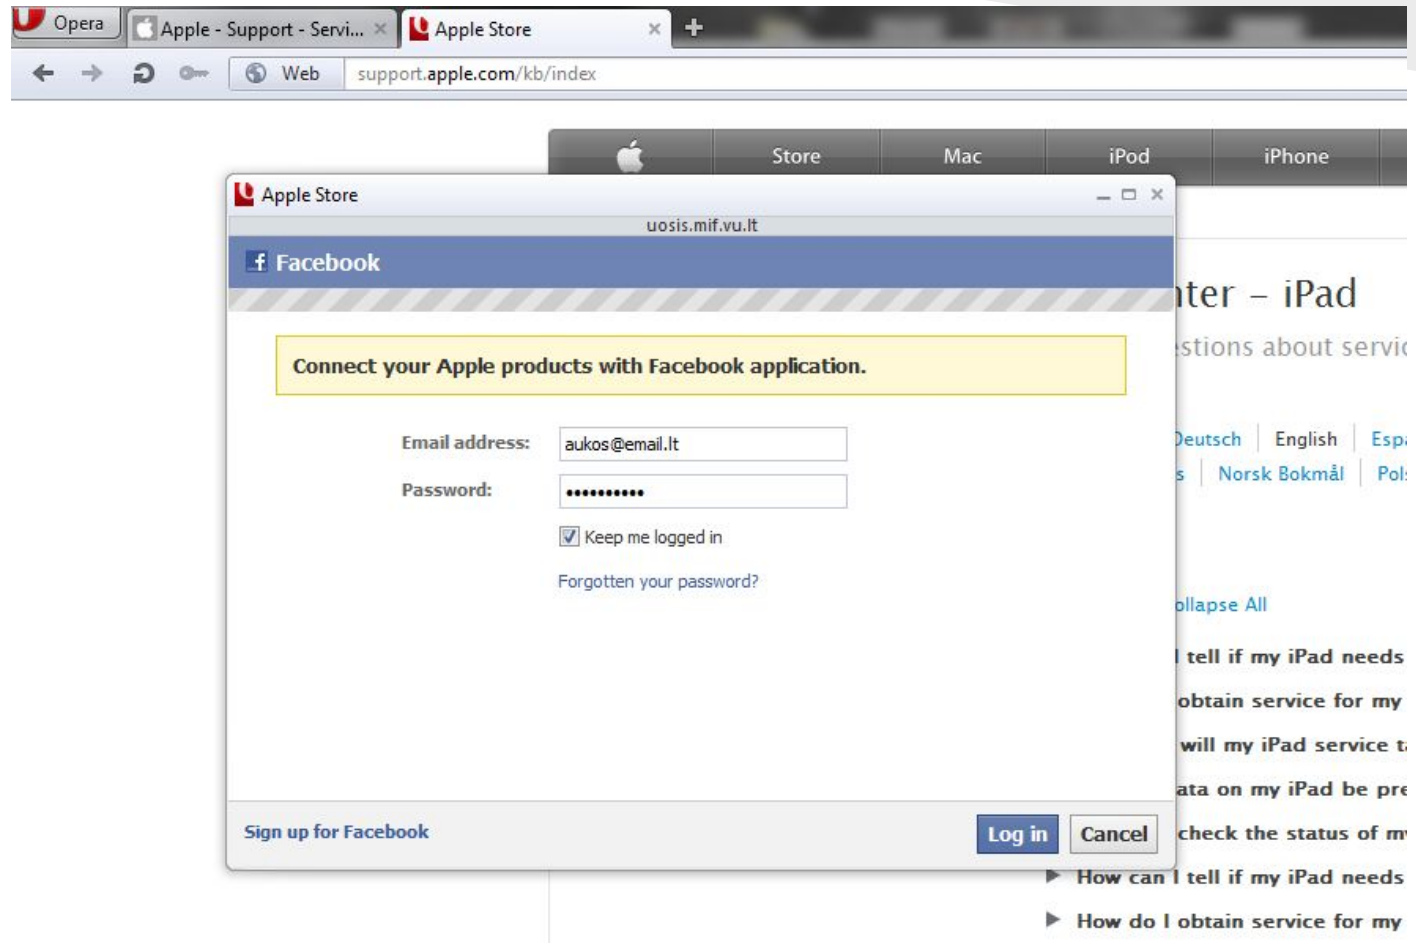 Opera
Apple - Support - Servi...
Apple Store
Web
support.apple.com/kb/index
Store
Mac
iPod
iPhone
Apple Store
uosis.mif.vu.lt
Facebook
nter – iPad
Connect your Apple products with Facebook application.
stions about servic
Email address:
aukos@email.lt
Deutsch
English
Espa
s
Norsk Bokmål
Pols
Password:
••••••••••
Keep me logged in
Forgotten your password?
ollapse All
I tell if my iPad needs
obtain service for my
will my iPad service ta
ata on my iPad be pre
Sign up for Facebook
Log in
Cancel
check the status of my
How can I tell if my iPad needs
How do I obtain service for my